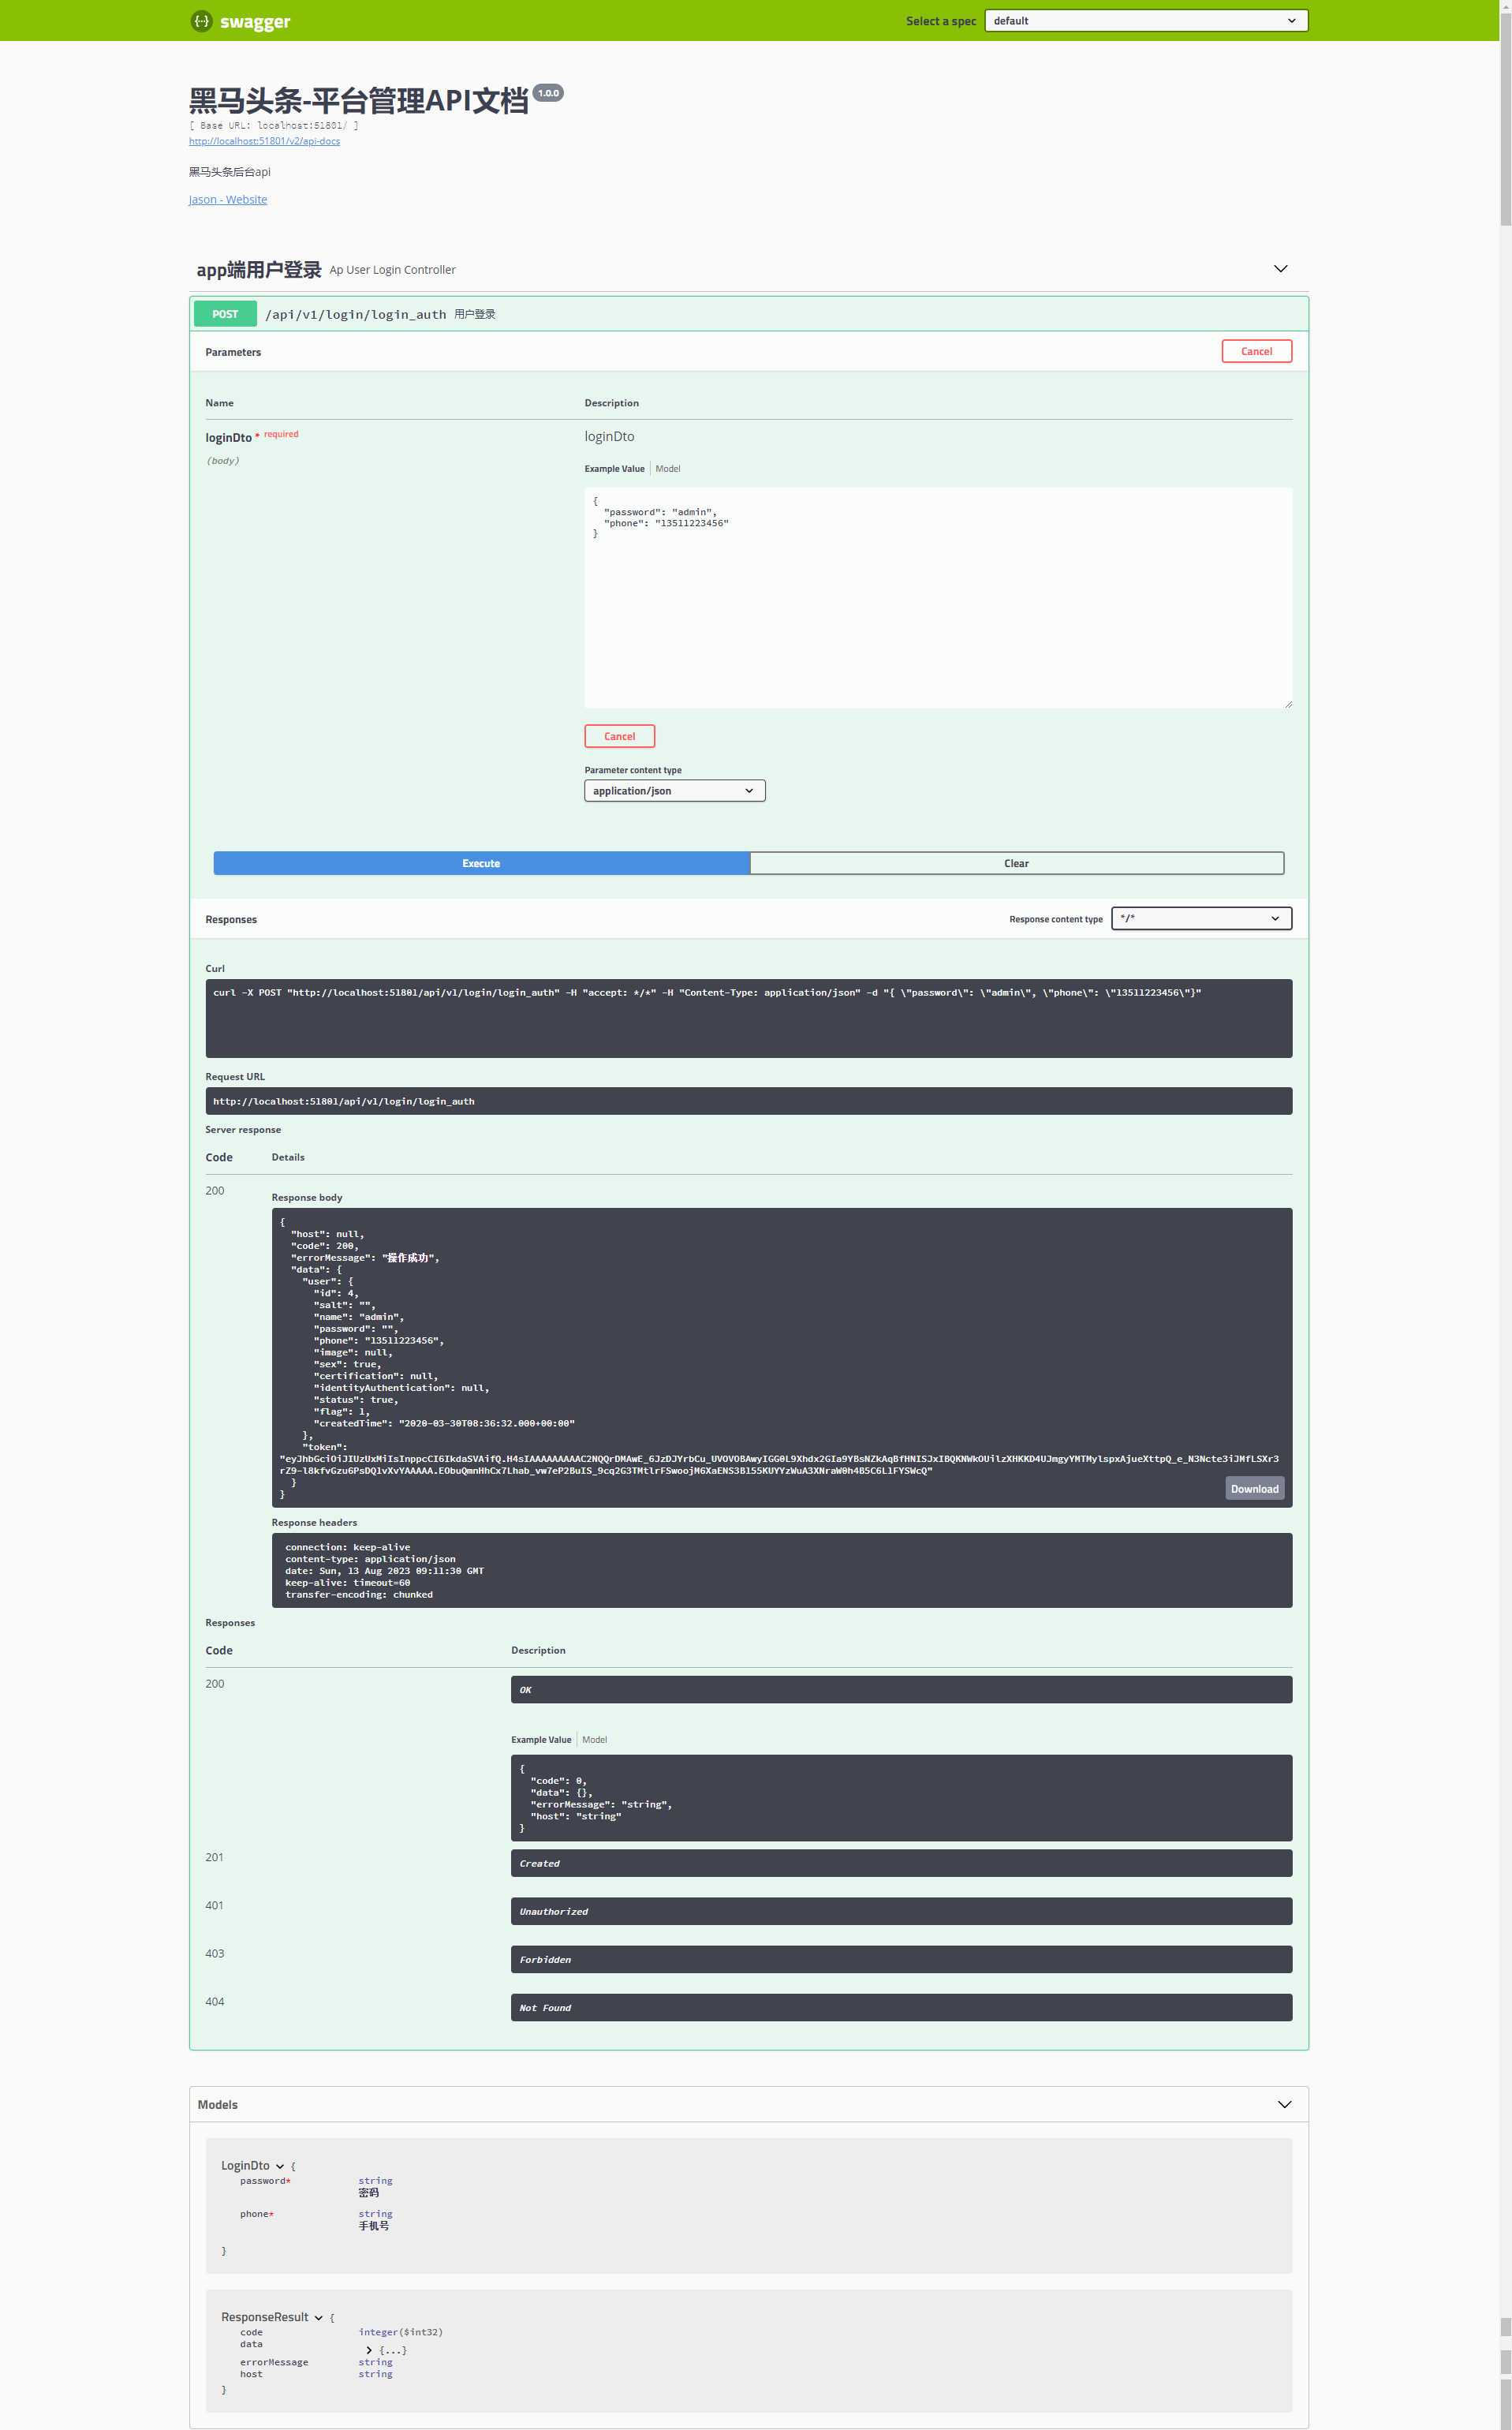 swagger
Select a spec
default
黑马头条-平台管理API文档 1.0.0
[ Base URL: localhost:51801/ ]
http://localhost:51801/v2/api-docs
黑马头条后台api
Jason - Website
app端用户登录 Ap User Login Controller
POST /api/v1/login/login_auth 用户登录
Parameters
Cancel
Name Description
loginDto * required
(body)
loginDto
Example Value Model
{
"password": "admin",
"phone": "13511223456"
}
Cancel
Parameter content type
application/json
Execute Clear
Responses Response content type */*
Curl
curl -X POST "http://localhost:51801/api/v1/login/login_auth" -H "accept: */*" -H "Content-Type: application/json" -d "{ \"password\": \"admin\", \"phone\": \"13511223456\"}"
Request URL
http://localhost:51801/api/v1/login/login_auth
Server response
Code Details
200
Response body
{
"host": null,
"code": 200,
"errorMessage": "操作成功",
"data": {
"user": {
"id": 4,
"salt": "",
"name": "admin",
"password": "",
"phone": "13511223456",
"image": null,
"sex": true,
"certification": null,
"identityAuthentication": null,
"status": true,
"flag": 1,
"createdTime": "2020-03-30T08:36:32.000+00:00"
},
"token":
}
}
Download
Response headers
connection: keep-alive
content-type: application/json
date: Sun, 13 Aug 2023 09:11:30 GMT
keep-alive: timeout=60
transfer-encoding: chunked
Responses
Code Description
200
OK
Example Value Model
{
"code": 0,
"data": {},
"errorMessage": "string",
"host": "string"
}
201 Created
401 Unauthorized
403 Forbidden
404 Not Found
Models
LoginDto {
password* string
密码
phone* string
手机号
}
ResponseResult {
code integer($int32)
data {...}
errorMessage string
host string
}